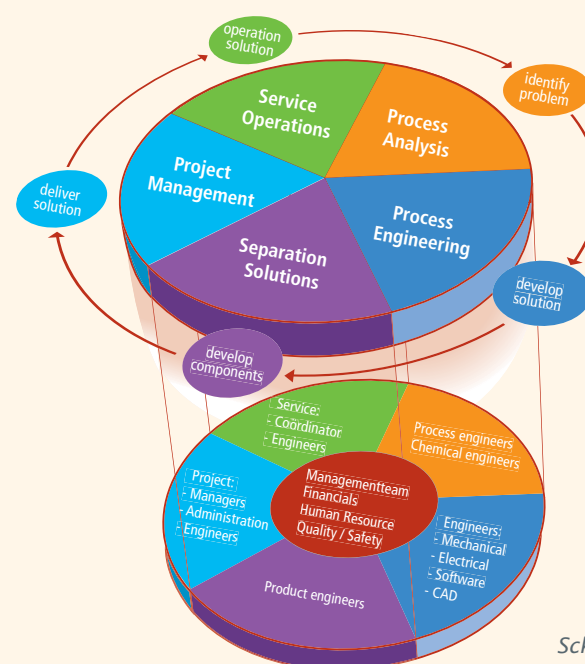 operation
solution
identify
problem
Service
Operations
Process
Analysis
Project
Management
deliver
solution
Process
Engineering
Separation
Solutions
develop
solution
develop
components
Service:
- Coördinator
- Engineers
Process engineers
Chemical engineers
Project:
- Managers
- Administration
- Engineers
Managementteam
Financials
Human Resource
Quality / Safety
Engineers:
- Mechanical
- Electrical
- Software
- CAD
Product engineers
Sch